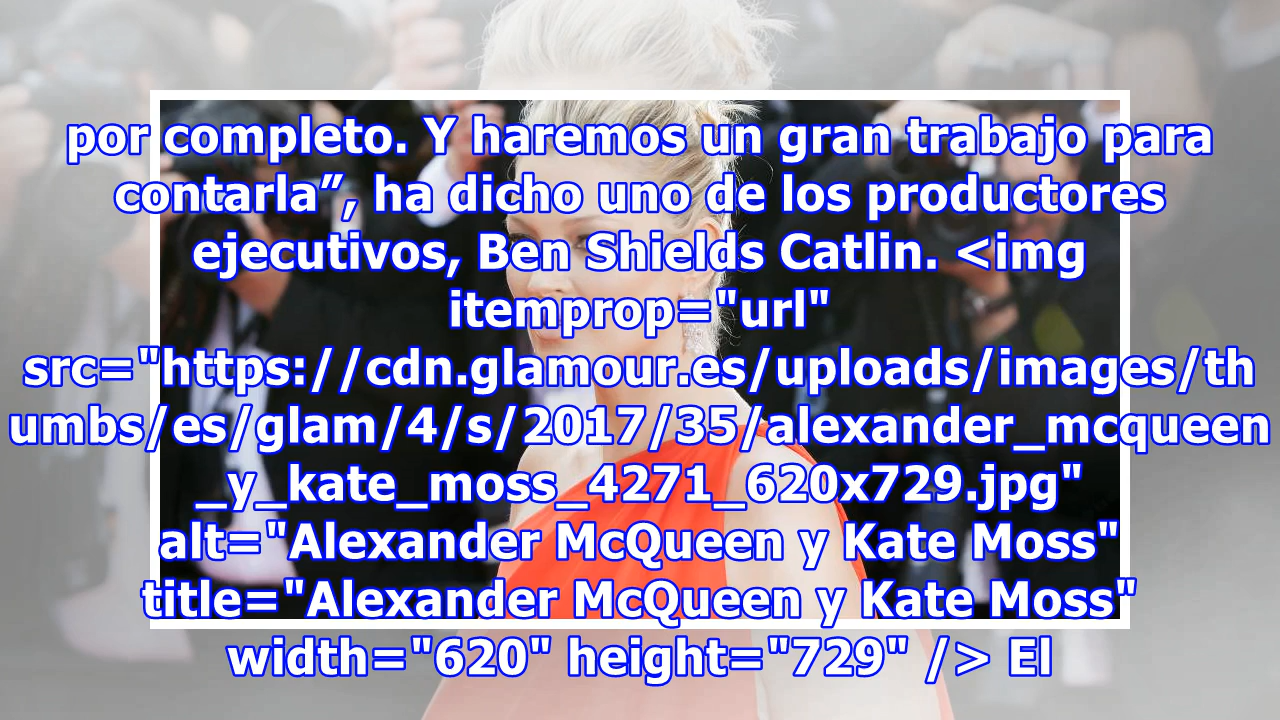 por completo. Y haremos un gran trabajo para
contarla”, ha dicho uno de los productores
ejecutivos, Ben Shields Catlin. <img
itemprop="url"
src="https://cdn.glamour.es/uploads/images/th
umbs/es/glam/4/s/2017/35/alexander_mcqueen
_y_kate_moss_4271_620x729.jpg"
alt="Alexander McQueen y Kate Moss"
title="Alexander McQueen y Kate Moss"
width="620" height="729" /> El